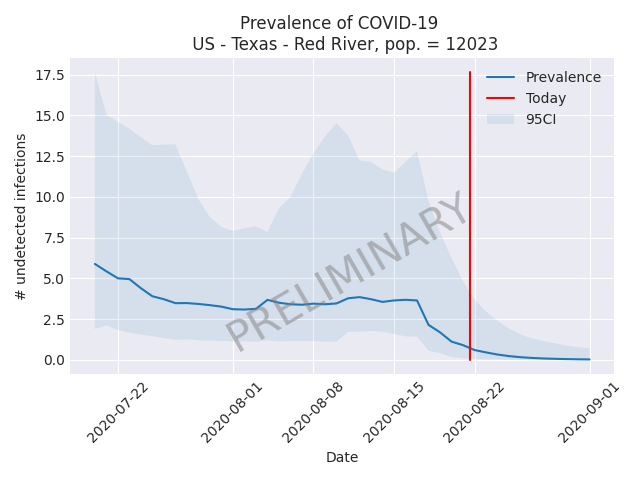 Prevalence of COVID-19
US - Texas - Red River, pop. = 12023
17.5
15.0
12.5
10.0
7.5
5.0
2.5
0.0
# undetected infections
Prevalence
Today
95CI
PRELIMINARY
2020-07-22
2020-08-01
2020-08-08
2020-08-15
2020-08-22
2020-09-01
Date